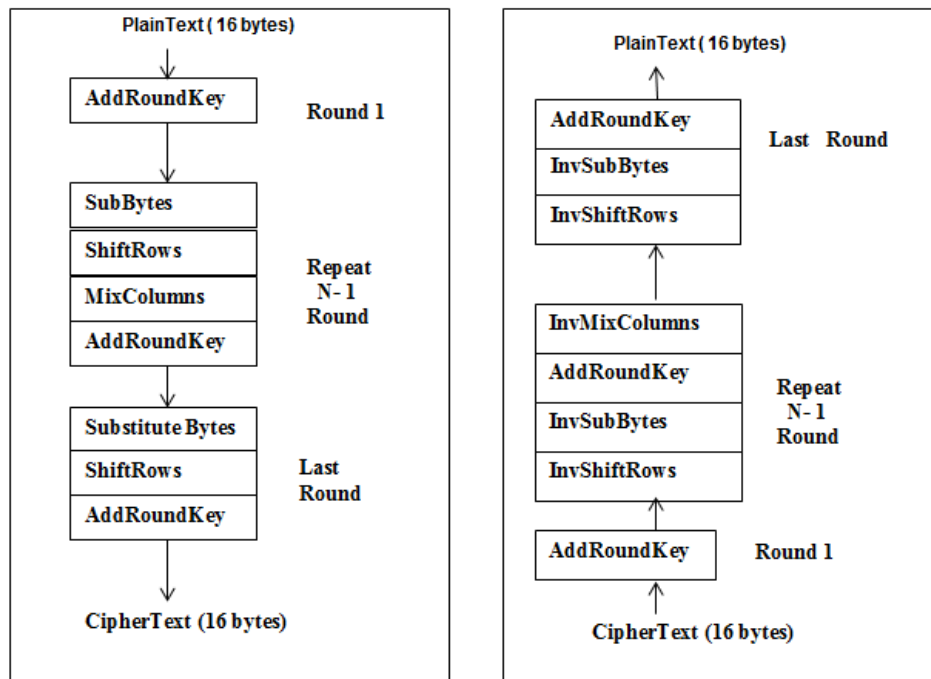 PlainText ( 16 bytes)
AddRoundKey
Round 1
SubBytes
ShiftRows
MixColumns
AddRoundKey
Repeat
N- 1
Round
Substitute Bytes
ShiftRows
AddRoundKey
Last
Round
CipherText (16 bytes)
PlainText ( 16 bytes)
AddRoundKey
InvSubBytes
InvShiftRows
Last Round
InvMixColumns
AddRoundKey
InvSubBytes
InvShiftRows
Repeat
N- 1
Round
AddRoundKey
Round 1
CipherText (16 bytes)